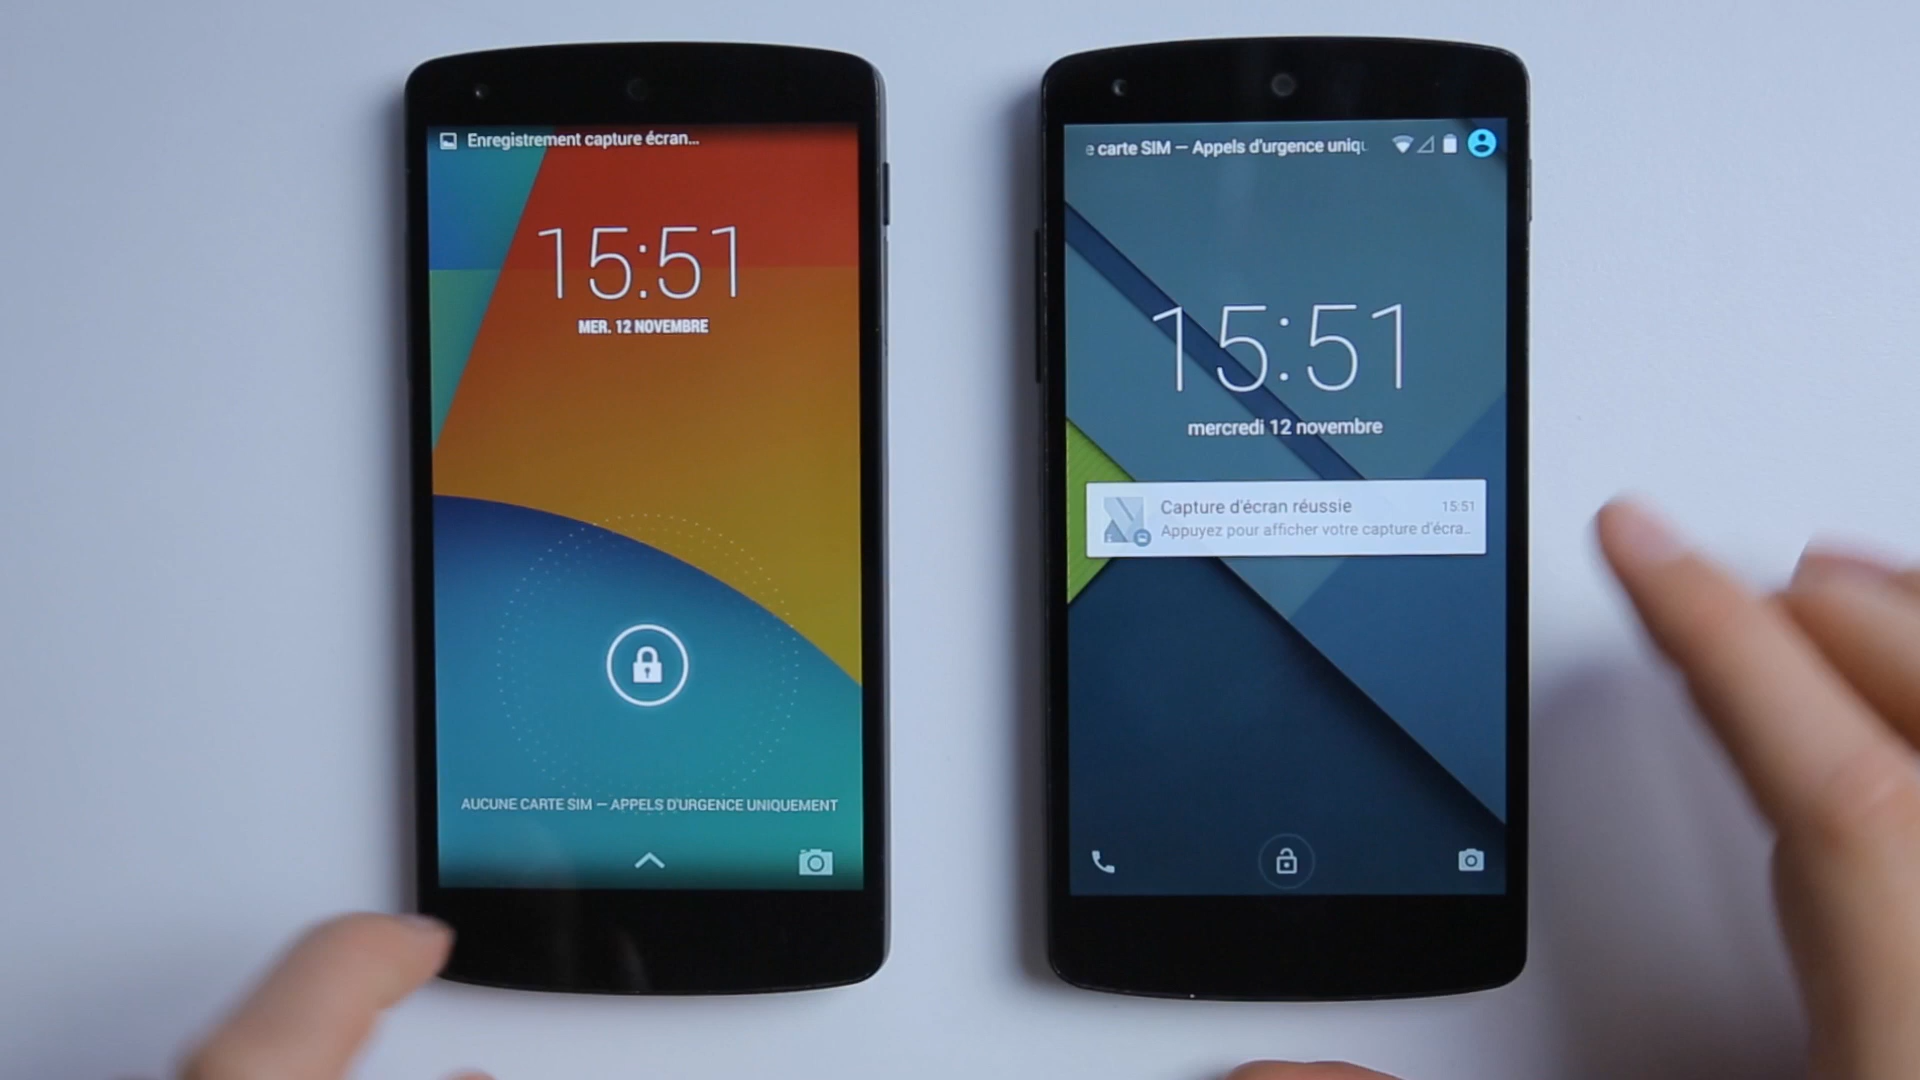 Enregistrement capture écran...
15:51
MER. 12 NOVEMBRE
AUCUNE CARTE SIM — APPELS D'URGENCE UNIQUEMENT
e carte SIM — Appels d'urgence uniqu
15:51
mercredi 12 novembre
Capture d'écran réussie 15:51
Appuyez pour afficher votre capture d'écra...